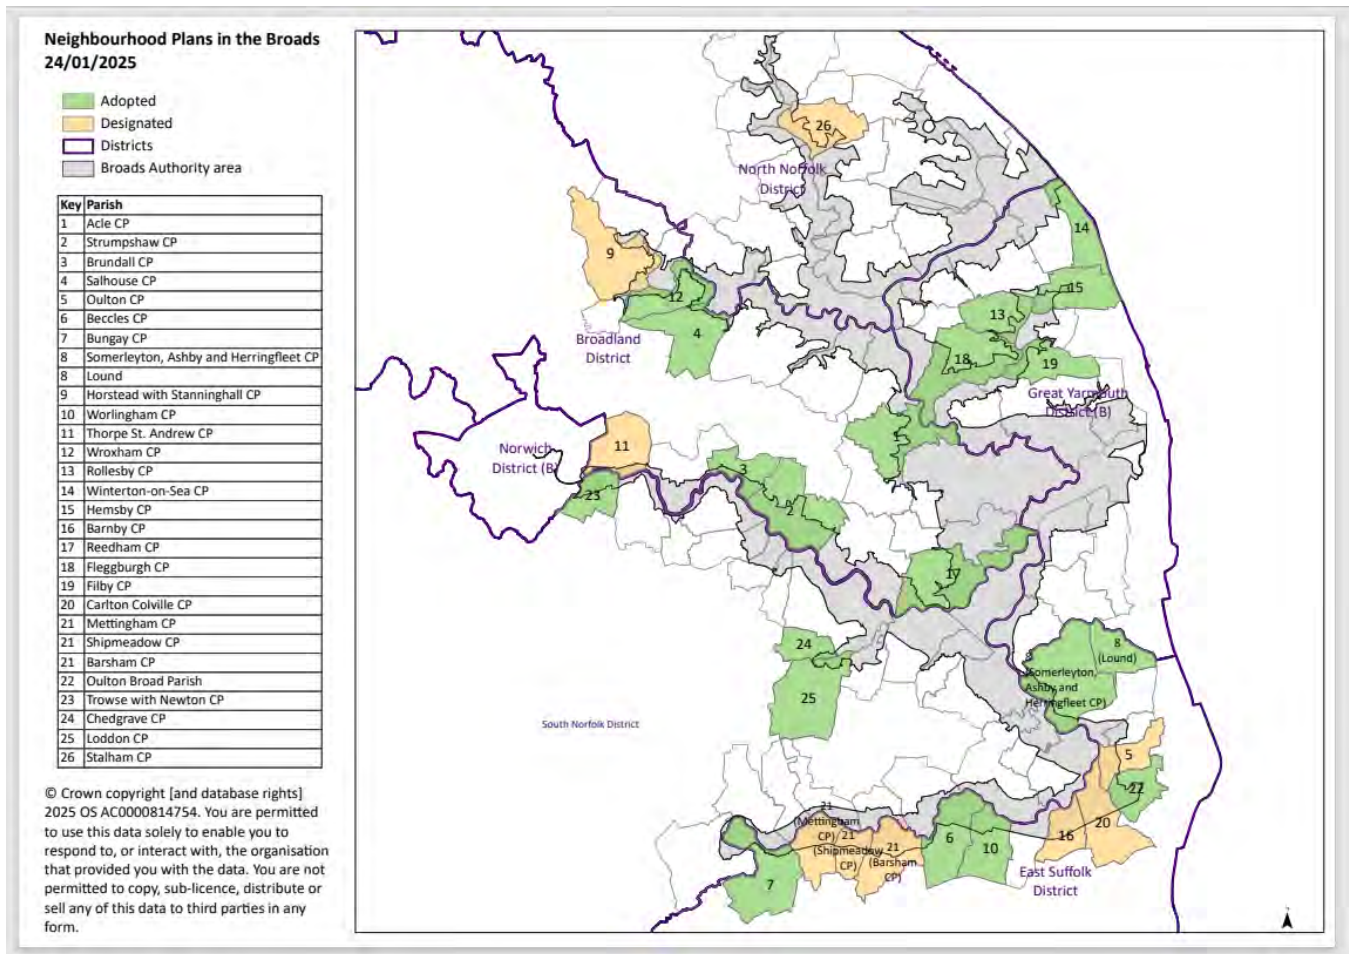 Neighbourhood Plans in the Broads
24/01/2025
Adopted
Designated
Districts
Broads Authority area
Key Parish
1 Acle CP
2 Strumpshaw CP
3 Brundall CP
4 Salhouse CP
5 Oulton CP
6 Beccles CP
7 Bungay CP
8 Somerleyton, Ashby and Herringfleet CP
8 Lound
9 Horstead with Stanninghall CP
10 Worlingham CP
11 Thorpe St. Andrew CP
12 Wroxham CP
13 Rollesby CP
14 Winterton-on-Sea CP
15 Hemsby CP
16 Barnby CP
17 Reedham CP
18 Fleggburgh CP
19 Filby CP
20 Carlton Colville CP
21 Mettingham CP
21 Shipmeadow CP
21 Barsham CP
22 Oulton Broad Parish
23 Trowse with Newton CP
24 Chedgrave CP
25 Loddon CP
26 Stalham CP
© Crown copyright [and database rights]
2025 OS AC0000814754. You are permitted
to use this data solely to enable you to
respond to, or interact with, the organisation
that provided you with the data. You are not
permitted to copy, sub-licence, distribute or
sell any of this data to third parties in any
form.
26
North Norfolk
District
9
14
12
15
13
4
Broadland
District
18
19
Great Yarmouth
District (B)
1
11
Norwich
District (B)
3
23
2
17
24
8
(Lound)
8
(Somerleyton,
Ashby and
Herringfleet CP)
25
South Norfolk District
5
22
20
16
21
(Mettingham
CP)
21
(Shipmeadow
CP)
21
(Barsham
CP)
6
10
7
East Suffolk
District